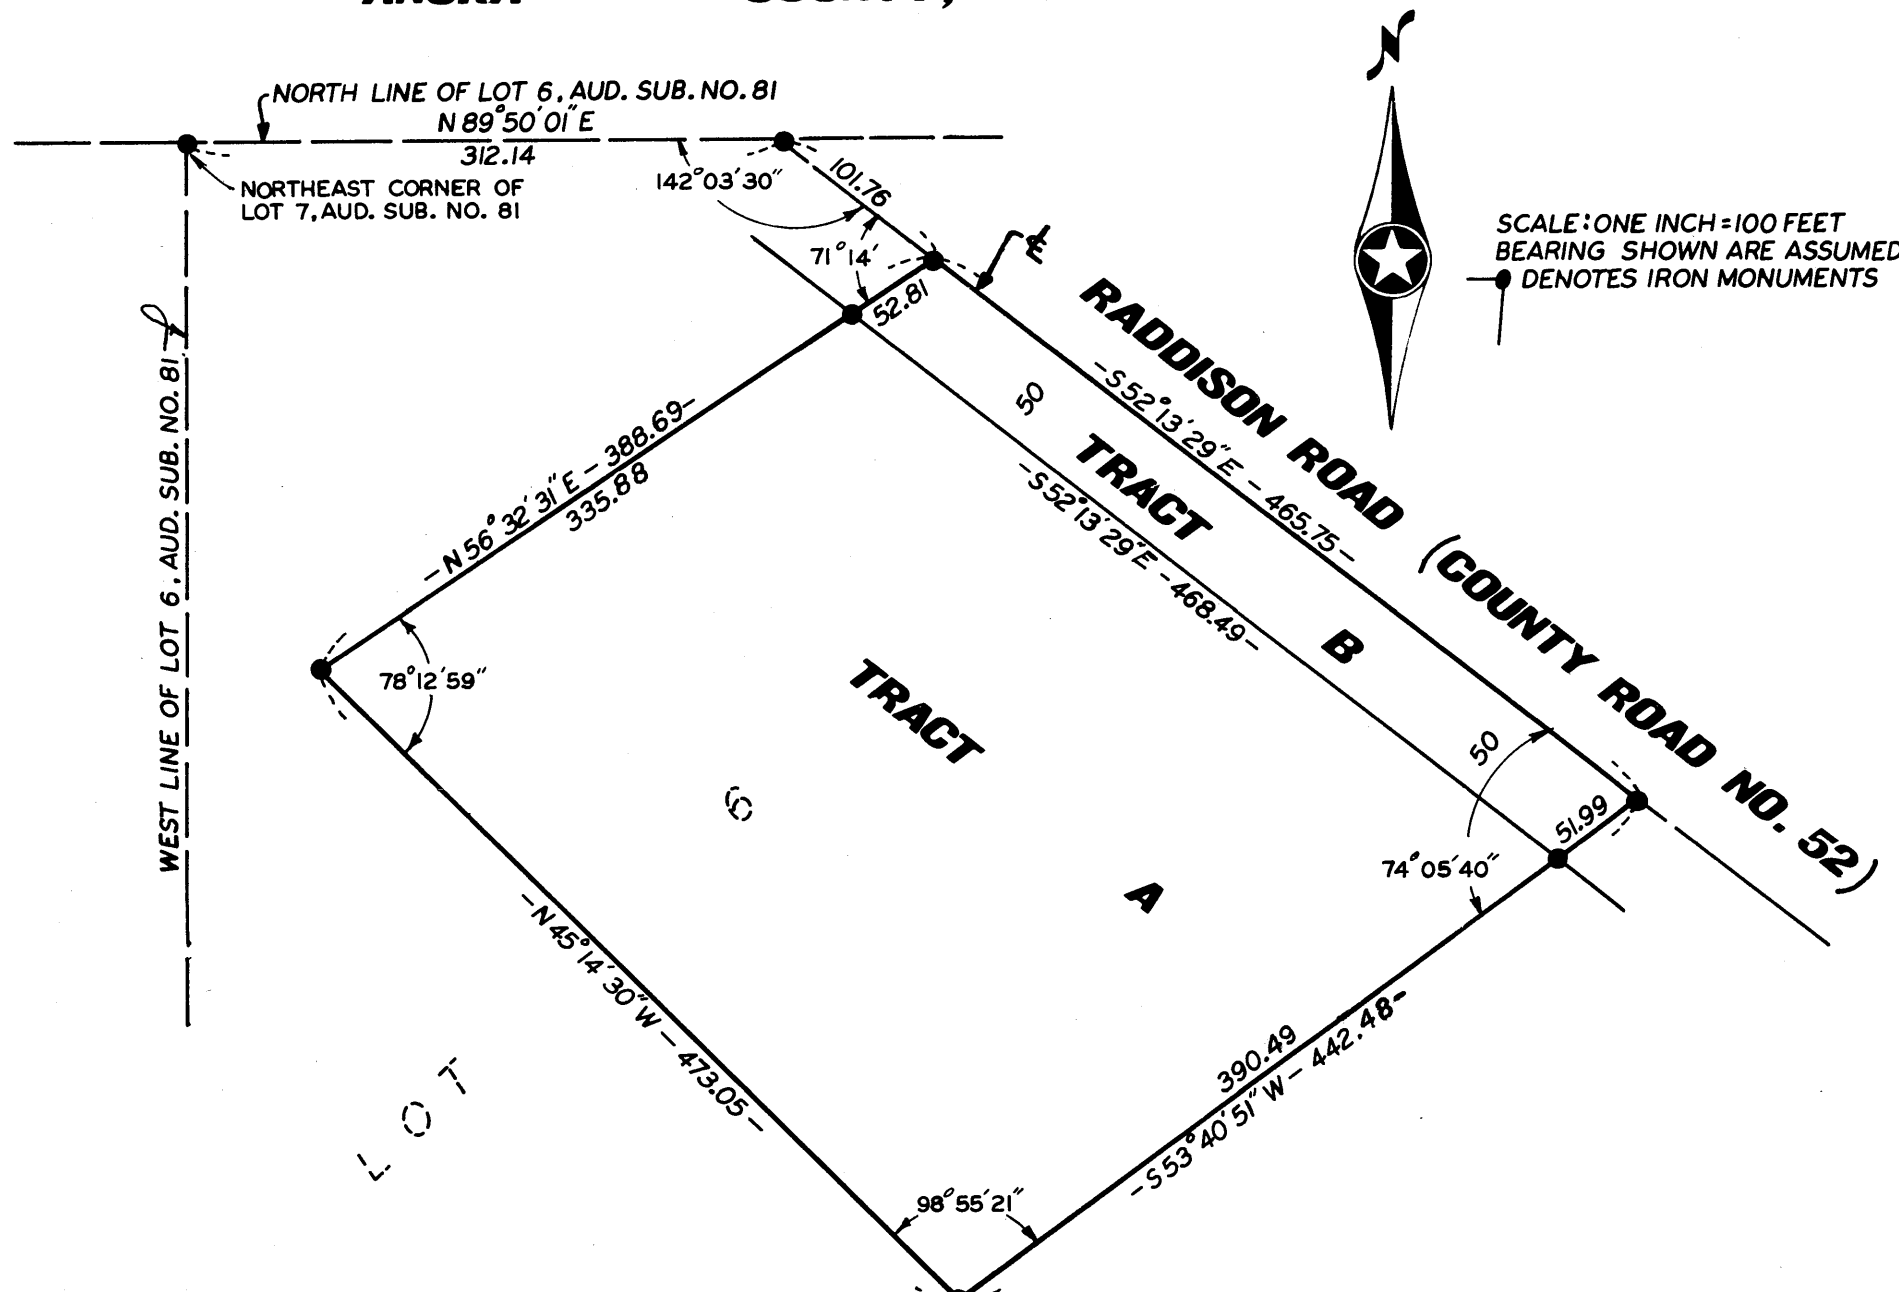 N
NORTH LINE OF LOT 6, AUD. SUB. NO. 81
N 89°50'01" E
312.14
NORTHEAST CORNER OF
LOT 7, AUD. SUB. NO. 81
142°03'30"
101.76
71°14'
52.81
SCALE: ONE INCH = 100 FEET
BEARING SHOWN ARE ASSUMED
DENOTES IRON MONUMENTS
RADDISON ROAD (COUNTY ROAD NO. 52)
-S 52°13'29" E - 465.75-
50
TRACT
B
-S 52°13'29" E - 468.49-
50
51.99
WEST LINE OF LOT 6, AUD. SUB. NO. 81
-N 56°32'31" E - 388.69-
335.88
78°12'59"
TRACT
A
6
74°05'40"
-N 45°14'30" W - 473.05-
390.49
-S 53°40'51" W - 442.48-
LOT
98°55'21"